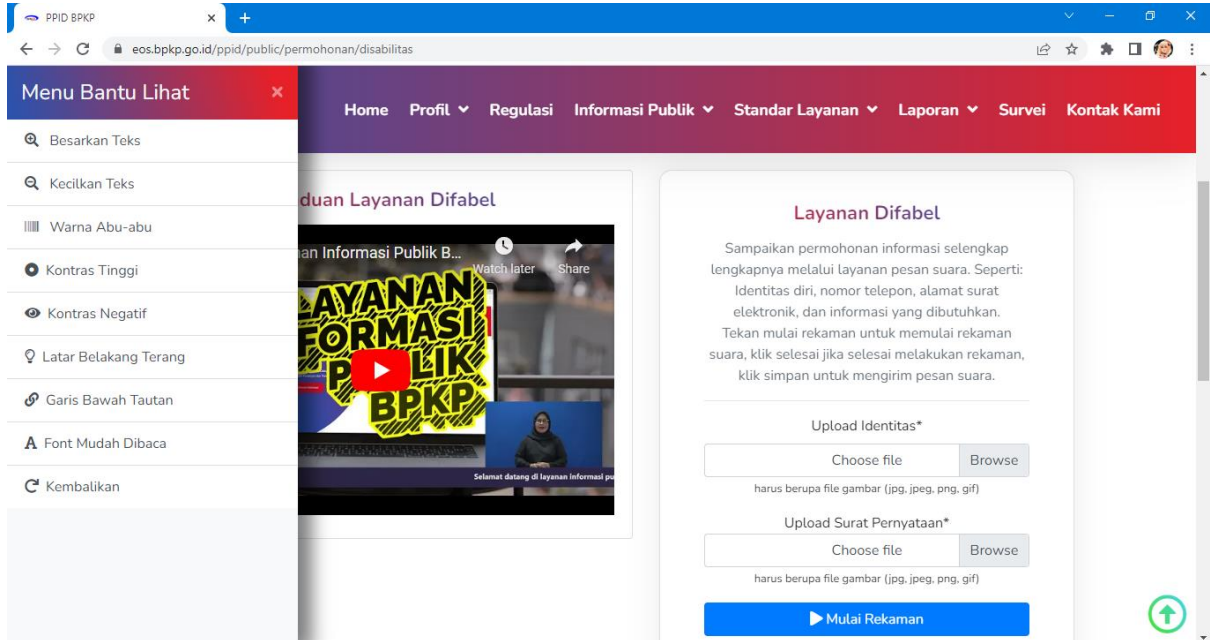 PPID BPKP
eos.bpkp.go.id/ppid/public/permohonan/disabilitas
Menu Bantu Lihat
Besarkan Teks
Kecilkan Teks
Warna Abu-abu
Kontras Tinggi
Kontras Negatif
Latar Belakang Terang
Garis Bawah Tautan
A Font Mudah Dibaca
Kembalikan
Home Profil Regulasi Informasi Publik Standar Layanan Laporan Survei Kontak Kami
duan Layanan Difabel
an Informasi Publik B...
Watch later Share
LAYANAN
FORMASI
PUBLIK
BPKP
Selamat datang di layanan informasi pu
Layanan Difabel
Sampaikan permohonan informasi selengkap
lengkapnya melalui layanan pesan suara. Seperti:
Identitas diri, nomor telepon, alamat surat
elektronik, dan informasi yang dibutuhkan.
Tekan mulai rekaman untuk memulai rekaman
suara, klik selesai jika selesai melakukan rekaman,
klik simpan untuk mengirim pesan suara.
Upload Identitas*
Choose file Browse
harus berupa file gambar (jpg, jpeg, png, gif)
Upload Surat Pernyataan*
Choose file Browse
harus berupa file gambar (jpg, jpeg, png, gif)
Mulai Rekaman